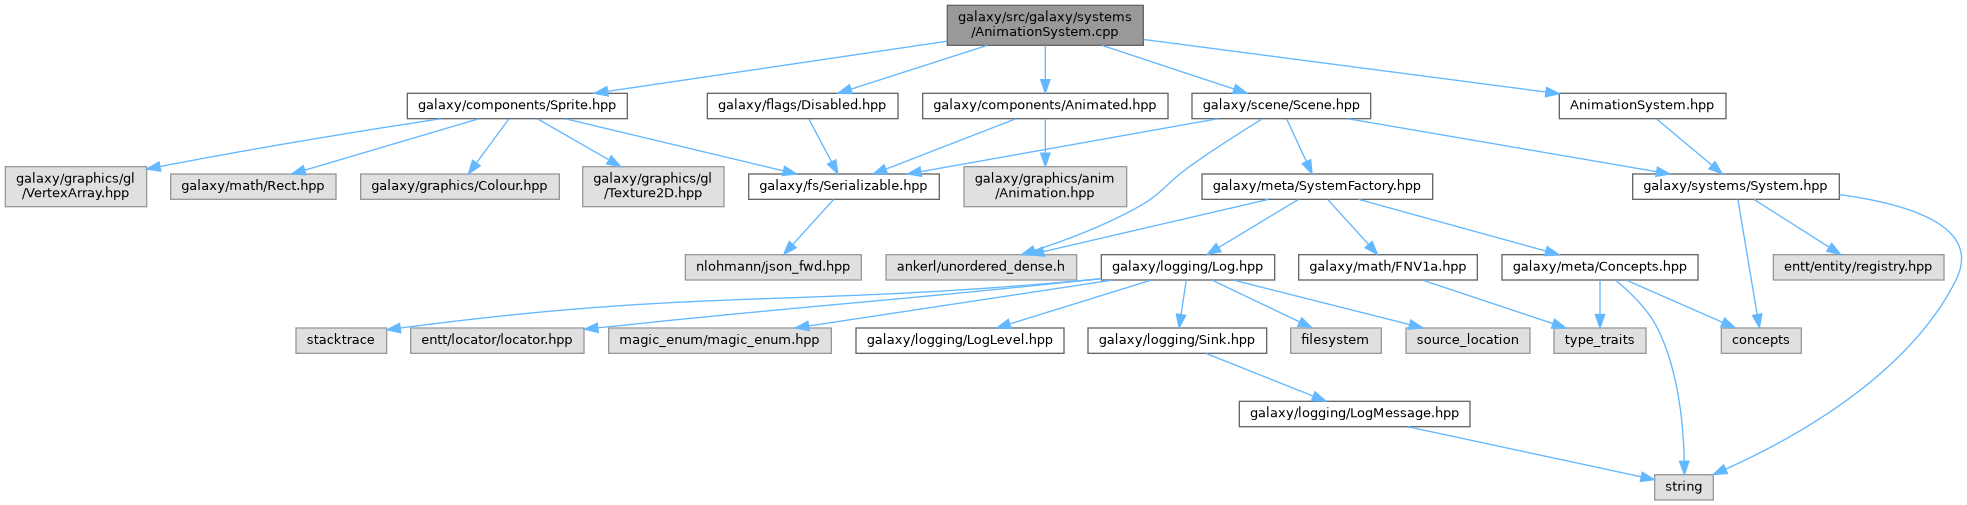 galaxy/src/galaxy/systems
/AnimationSystem.cpp
galaxy/components/Sprite.hpp
galaxy/flags/Disabled.hpp
galaxy/components/Animated.hpp
galaxy/scene/Scene.hpp
AnimationSystem.hpp
galaxy/graphics/gl
/VertexArray.hpp
galaxy/math/Rect.hpp
galaxy/graphics/Colour.hpp
galaxy/graphics/gl
/Texture2D.hpp
galaxy/fs/Serializable.hpp
galaxy/graphics/anim
/Animation.hpp
galaxy/meta/SystemFactory.hpp
galaxy/systems/System.hpp
nlohmann/json_fwd.hpp
ankerl/unordered_dense.h
galaxy/logging/Log.hpp
galaxy/math/FNV1a.hpp
galaxy/meta/Concepts.hpp
entt/entity/registry.hpp
stacktrace
entt/locator/locator.hpp
magic_enum/magic_enum.hpp
galaxy/logging/LogLevel.hpp
galaxy/logging/Sink.hpp
filesystem
source_location
type_traits
concepts
galaxy/logging/LogMessage.hpp
string